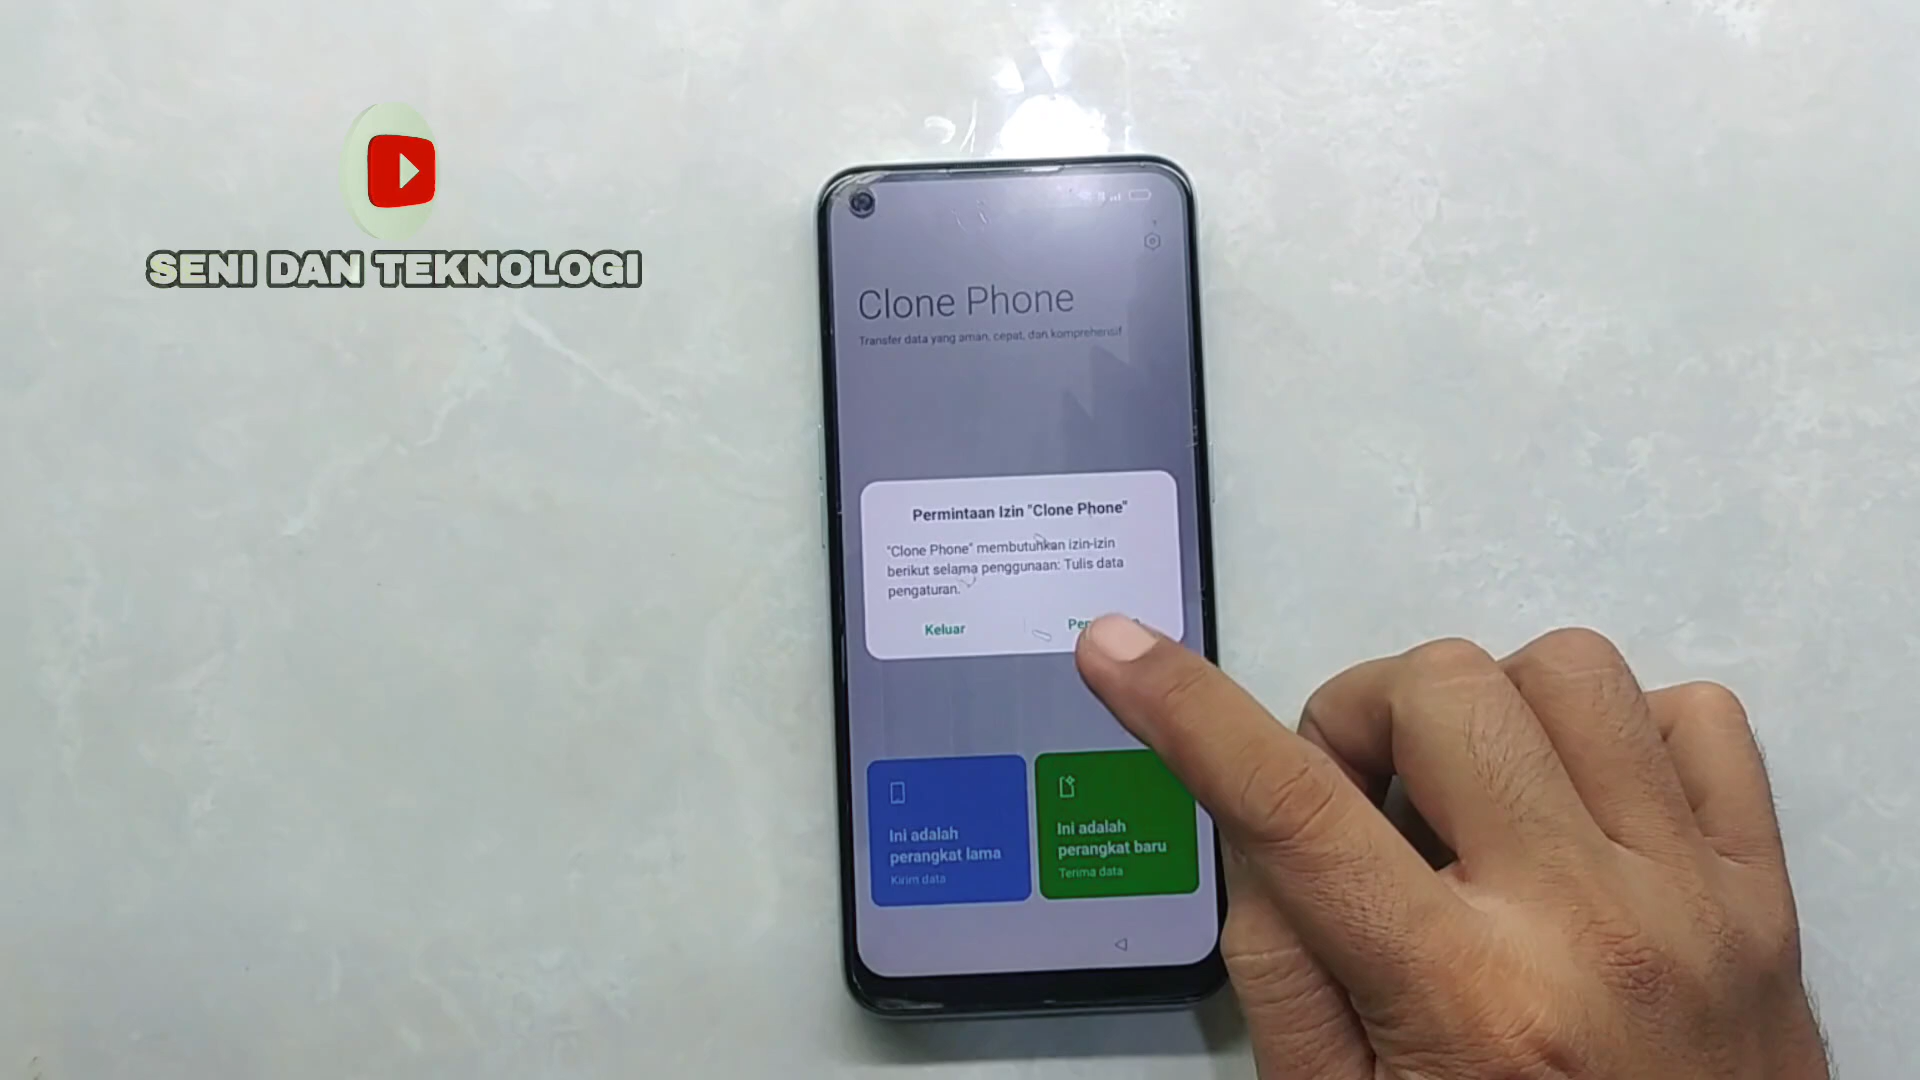 SENI DAN TEKNOLOGI
Clone Phone
Transfer data yang aman, cepat, dan komprehensif
Permintaan Izin "Clone Phone"
"Clone Phone" membutuhkan izin-izin
berikut selama penggunaan: Tulis data
pengaturan.
Keluar
Ini adalah
perangkat lama
Kirim data
Ini adalah
perangkat baru
Terima data